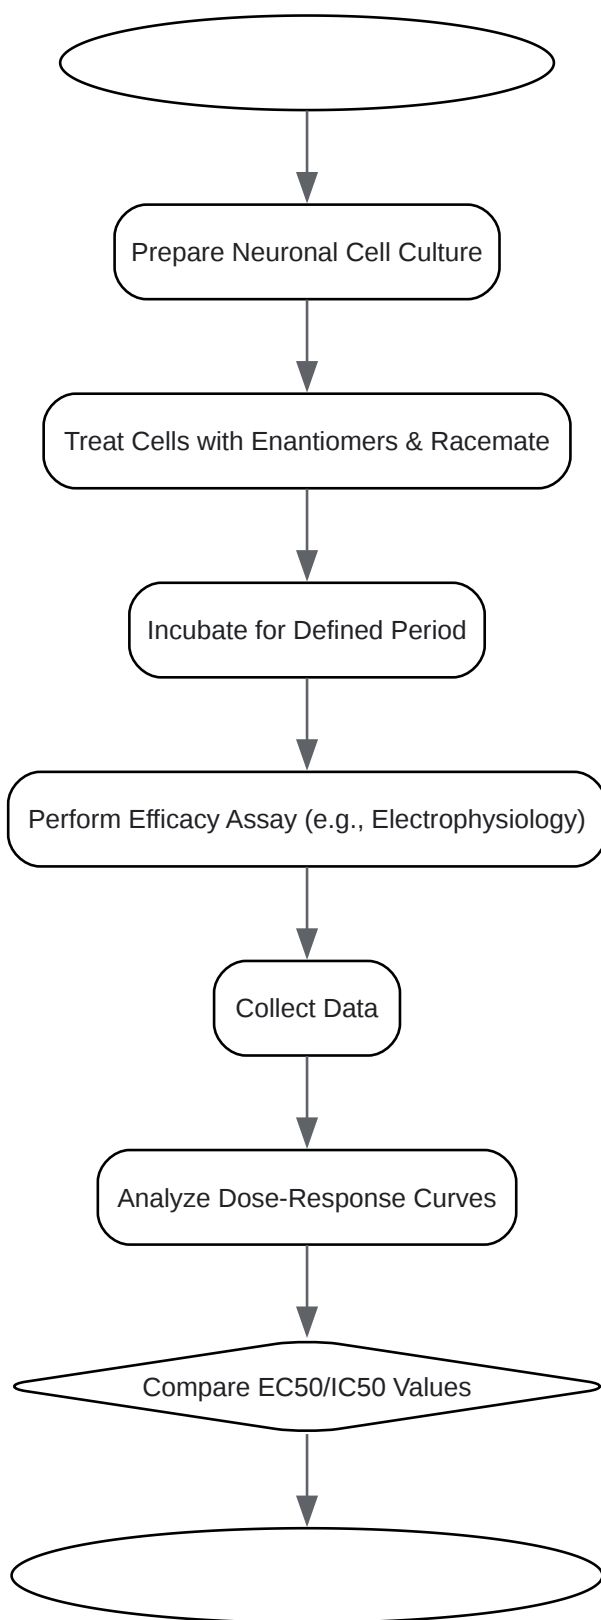 Prepare Neuronal Cell Culture
Treat Cells with Enantiomers & Racemate
Incubate for Defined Period
Perform Efficacy Assay (e.g., Electrophysiology)
Collect Data
Analyze Dose-Response Curves
Compare EC50/IC50 Values